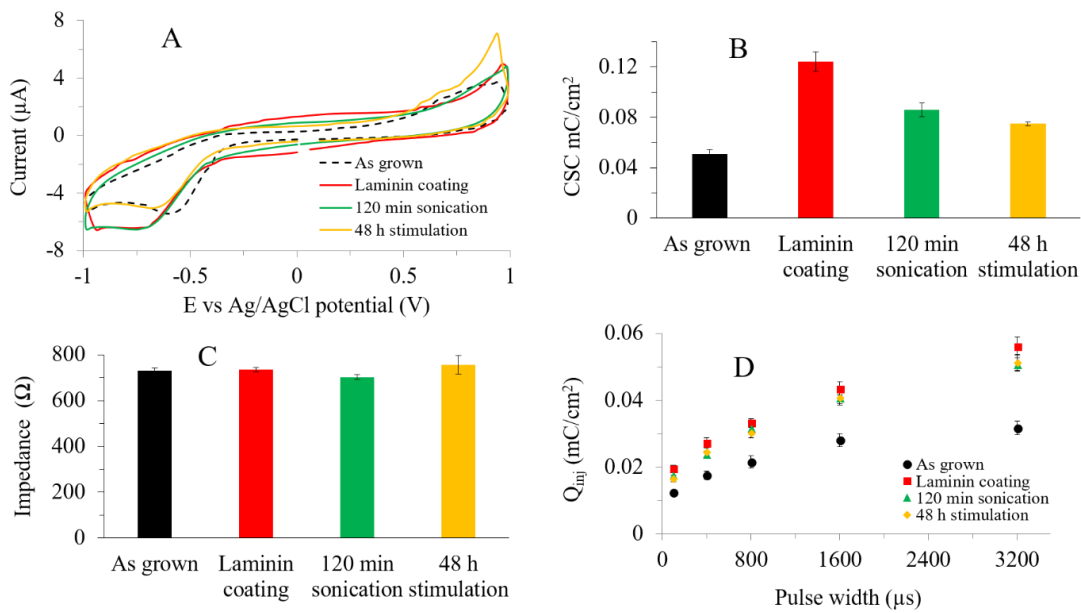 A
8
4
0
-4
-8
Current (µA)
As grown
Laminin coating
120 min sonication
48 h stimulation
-1
-0.5
0
0.5
1
E vs Ag/AgCl potential (V)
B
0.12
0.08
0.04
0
CSC mC/cm²
As grown
Laminin
coating
120 min
sonication
48 h
stimulation
C
800
600
400
200
0
Impedance (Ω)
As grown
Laminin
coating
120 min
sonication
48 h
stimulation
D
0.06
0.04
0.02
0
Qinj (mC/cm²)
As grown
Laminin coating
120 min sonication
48 h stimulation
0
800
1600
2400
3200
Pulse width (µs)